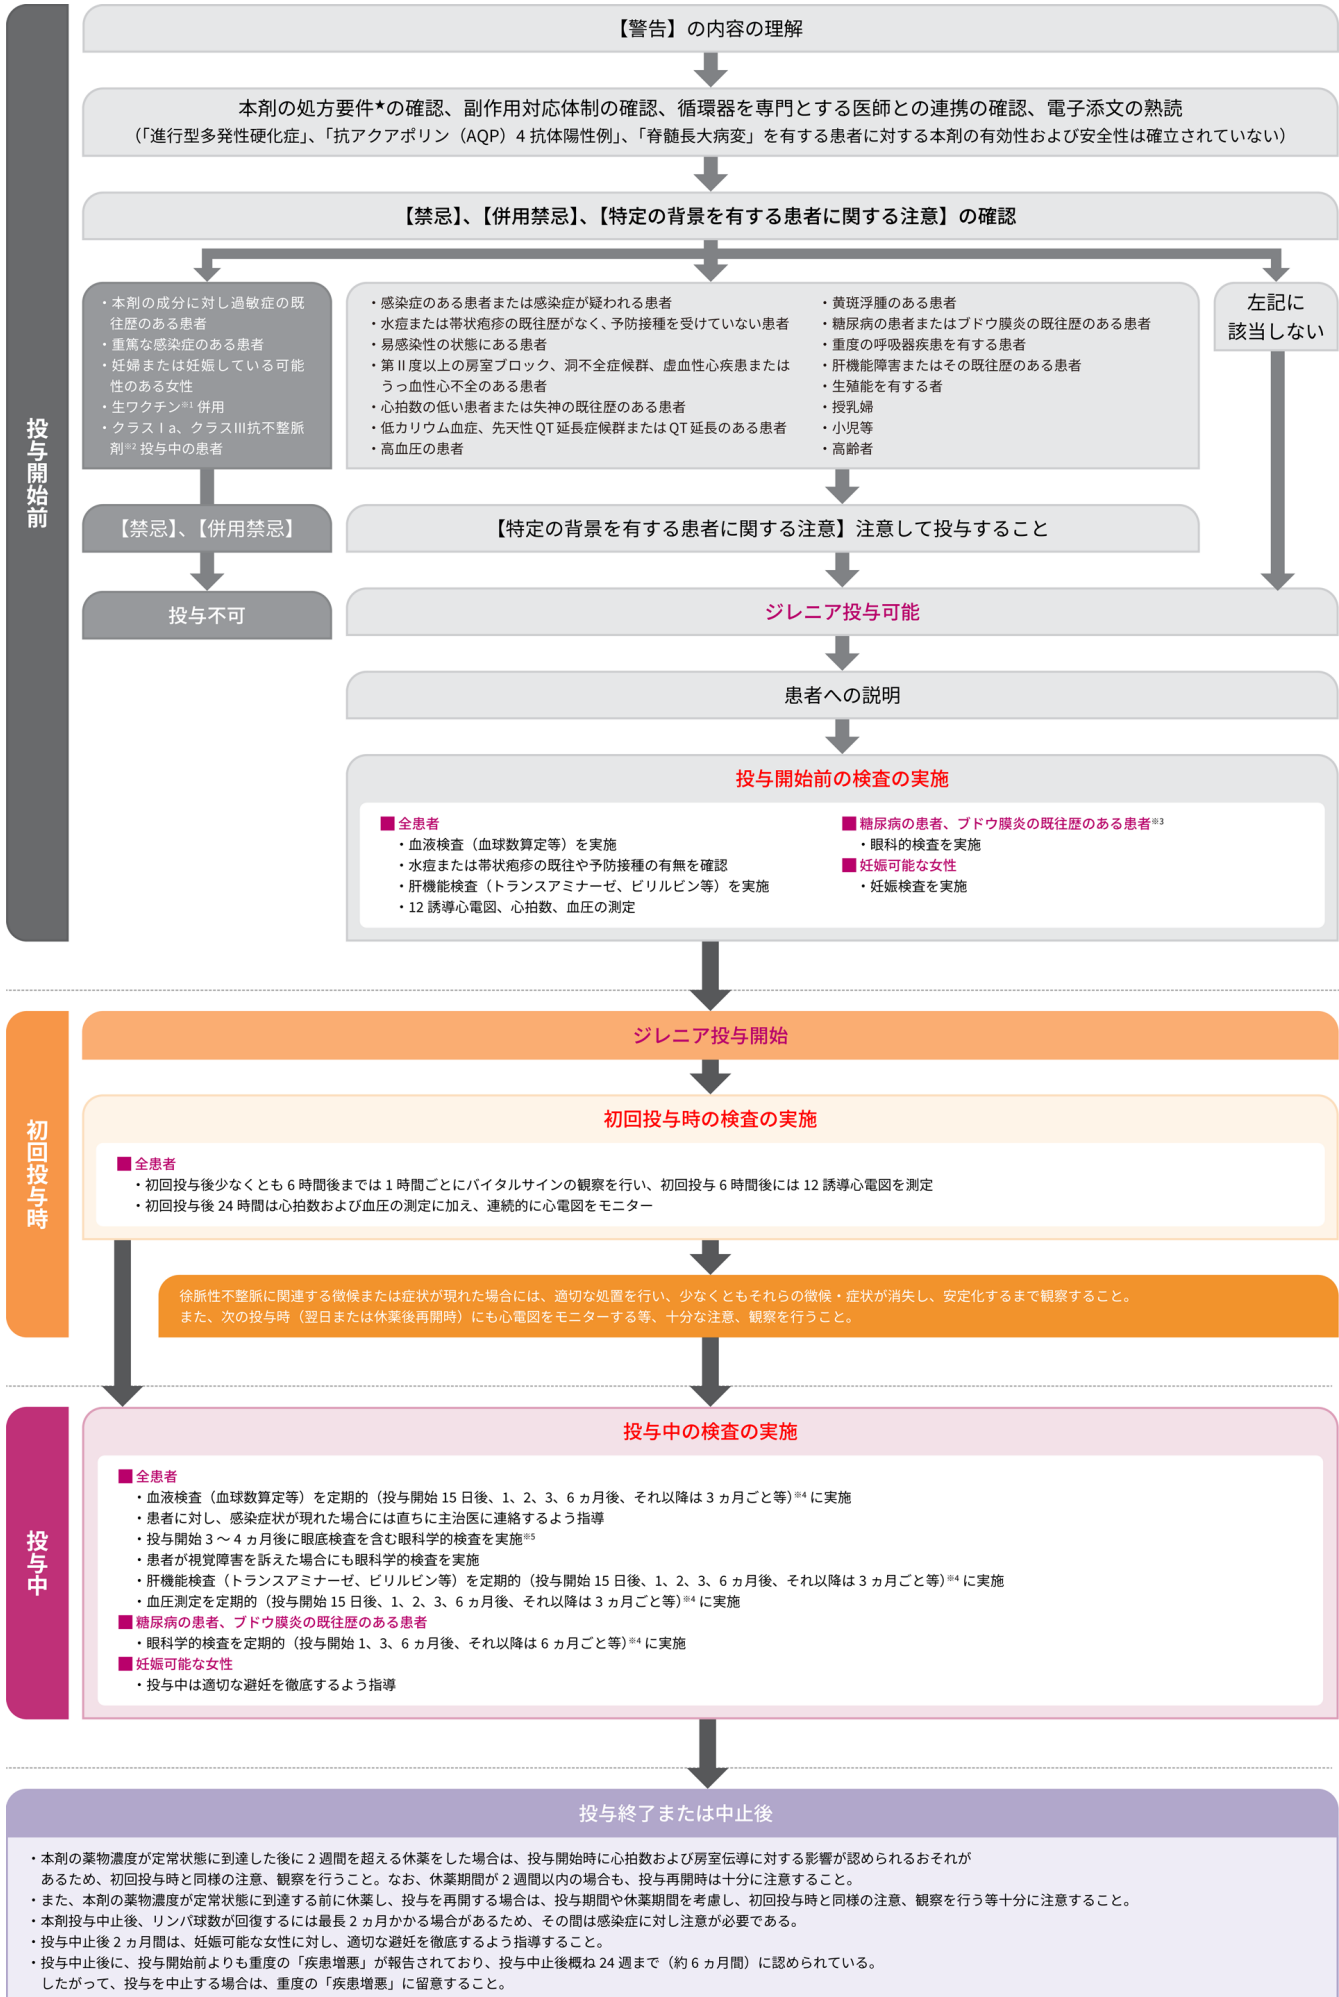 投与開始前
【警告】の内容の理解
本剤の処方要件★の確認、副作用対応体制の確認、循環器を専門とする医師との連携の確認、電子添文の熟読
（「進行型多発性硬化症」、「抗アクアポリン（AQP）4 抗体陽性例」、「脊髄長大病変」を有する患者に対する本剤の有効性および安全性は確立されていない）
【禁忌】、【併用禁忌】、【特定の背景を有する患者に関する注意】の確認
・本剤の成分に対し過敏症の既
往歴のある患者
・重篤な感染症のある患者
・妊婦または妊娠している可能
性のある女性
・生ワクチン※1 併用
・クラスⅠa、クラスⅢ抗不整脈
剤※2 投与中の患者
【禁忌】、【併用禁忌】
投与不可
・感染症のある患者または感染症が疑われる患者
・水痘または帯状疱疹の既往歴がなく、予防接種を受けていない患者
・易感染性の状態にある患者
・第Ⅱ度以上の房室ブロック、洞不全症候群、虚血性心疾患または
うっ血性心不全のある患者
・心拍数の低い患者または失神の既往歴のある患者
・低カリウム血症、先天性QT延長症候群またはQT延長のある患者
・高血圧の患者
・黄斑浮腫のある患者
・糖尿病の患者またはブドウ膜炎の既往歴のある患者
・重度の呼吸器疾患を有する患者
・肝機能障害またはその既往歴のある患者
・生殖能を有する者
・授乳婦
・小児等
・高齢者
左記に
該当しない
【特定の背景を有する患者に関する注意】注意して投与すること
ジレニア投与可能
患者への説明
投与開始前の検査の実施
■全患者
・血液検査（血球数算定等）を実施
・水痘または帯状疱疹の既往や予防接種の有無を確認
・肝機能検査（トランスアミナーゼ、ビリルビン等）を実施
・12 誘導心電図、心拍数、血圧の測定
■糖尿病の患者、ブドウ膜炎の既往歴のある患者※3
・眼科的検査を実施
■妊娠可能な女性
・妊娠検査を実施
初回投与時
ジレニア投与開始
初回投与時の検査の実施
■全患者
・初回投与後少なくとも 6 時間後までは 1 時間ごとにバイタルサインの観察を行い、初回投与 6 時間後には 12 誘導心電図を測定
・初回投与後 24 時間は心拍数および血圧の測定に加え、連続的に心電図をモニター
徐脈性不整脈に関連する徴候または症状が現れた場合には、適切な処置を行い、少なくともそれらの徴候・症状が消失し、安定化するまで観察すること。
また、次の投与時（翌日または休薬後再開時）にも心電図をモニターする等、十分な注意、観察を行うこと。
投与中
投与中の検査の実施
■全患者
・血液検査（血球数算定等）を定期的（投与開始 15 日後、1、2、3、6 ヵ月後、それ以降は 3 ヵ月ごと等）※4 に実施
・患者に対し、感染症状が現れた場合には直ちに主治医に連絡するよう指導
・投与開始 3 ～ 4 ヵ月後に眼底検査を含む眼科学的検査を実施※5
・患者が視覚障害を訴えた場合にも眼科学的検査を実施
・肝機能検査（トランスアミナーゼ、ビリルビン等）を定期的（投与開始 15 日後、1、2、3、6 ヵ月後、それ以降は 3 ヵ月ごと等）※4 に実施
・血圧測定を定期的（投与開始 15 日後、1、2、3、6 ヵ月後、それ以降は 3 ヵ月ごと等）※4 に実施
■糖尿病の患者、ブドウ膜炎の既往歴のある患者
・眼科学的検査を定期的（投与開始 1、3、6 ヵ月後、それ以降は 6 ヵ月ごと等）※4 に実施
■妊娠可能な女性
・投与中は適切な避妊を徹底するよう指導
投与終了または中止後
・本剤の薬物濃度が定常状態に到達した後に 2 週間を超える休薬をした場合は、投与開始時に心拍数および房室伝導に対する影響が認められるおそれが
あるため、初回投与時と同様の注意、観察を行うこと。なお、休薬期間が 2 週間以内の場合も、投与再開時は十分に注意すること。
・また、本剤の薬物濃度が定常状態に到達する前に休薬し、投与を再開する場合は、投与期間や休薬期間を考慮し、初回投与時と同様の注意、観察を行う等十分に注意すること。
・本剤投与中止後、リンパ球数が回復するには最長 2 ヵ月かかる場合があるため、その間は感染症に対し注意が必要である。
・投与中止後 2 ヵ月間は、妊娠可能な女性に対し、適切な避妊を徹底するよう指導すること。
・投与中止後に、投与開始前よりも重度の「疾患増悪」が報告されており、投与中止後概ね 24 週まで（約 6 ヵ月間）に認められている。
したがって、投与を中止する場合は、重度の「疾患増悪」に留意すること。